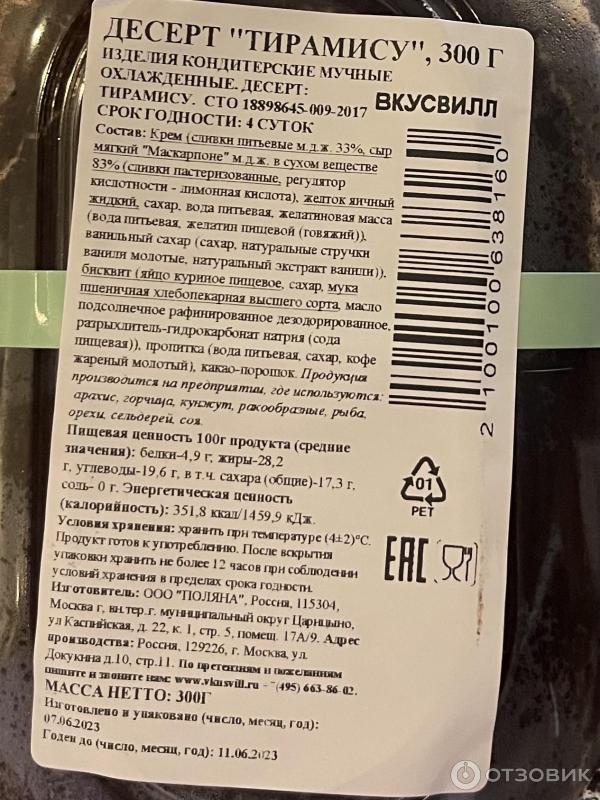 ДЕСЕРТ "ТИРАМИСУ", 300 Г
ИЗДЕЛИЯ КОНДИТЕРСКИЕ МУЧНЫЕ
ОХЛАЖДЕННЫЕ. ДЕСЕРТ:
ТИРАМИСУ. СТО 18898645-009-2017
СРОК ГОДНОСТИ: 4 СУТОК
ВКУСВИЛЛ
Состав: Крем (сливки питьевые м.д.ж. 33%, сыр
мягкий "Маскарпоне" м.д.ж. в сухом веществе
83% (сливки пастеризованные, регулятор
кислотности - лимонная кислота), желток яичный
жидкий, сахар, вода питьевая, желатиновая масса
(вода питьевая, желатин пищевой (говяжий)),
ванильный сахар (сахар, натуральные стручки
ванили молотые, натуральный экстракт ванили)),
бисквит (яйцо куриное пищевое, сахар, мука
пшеничная хлебопекарная высшего сорта, масло
подсолнечное рафинированное дезодорированное,
разрыхлитель-гидрокарбонат натрия (сода
пищевая)), пропитка (вода питьевая, сахар, кофе
жареный молотый), какао-порошок. Продукция
производится на предприятии, где используются:
арахис, горчица, кунжут, ракообразные, рыба,
орехи, сельдерей, соя.
Пищевая ценность 100г продукта (средние
значения): белки-4,9 г, жиры-28,2
г, углеводы-19,6 г, в т.ч. сахара (общие)-17,3 г,
соль- 0 г. Энергетическая ценность
(калорийность): 351,8 ккал/1459,9 кДж.
Условия хранения: хранить при температуре (4±2)°С.
Продукт готов к употреблению. После вскрытия
упаковки хранить не более 12 часов при соблюдении
условий хранения в пределах срока годности.
Изготовитель: ООО "ПОЛЯНА", Россия, 115304,
Москва г, вн.тер.г. муниципальный округ Царицыно,
ул Каспийская, д. 22, к. 1, стр. 5, помещ. 17А/9. Адрес
производства: Россия, 129226, г. Москва, ул.
Докукина д.10, стр.11. По претензиям и пожеланиям
пишите и звоните нам: www.vkusvill.ru (495) 663-86-02.
МАССА НЕТТО: 300Г
Изготовлено и упаковано (число, месяц, год):
07.06.2023
Годен до (число, месяц, год): 11.06.2023
2 100100 638160
01
PET
EAC
ОТЗОВИК